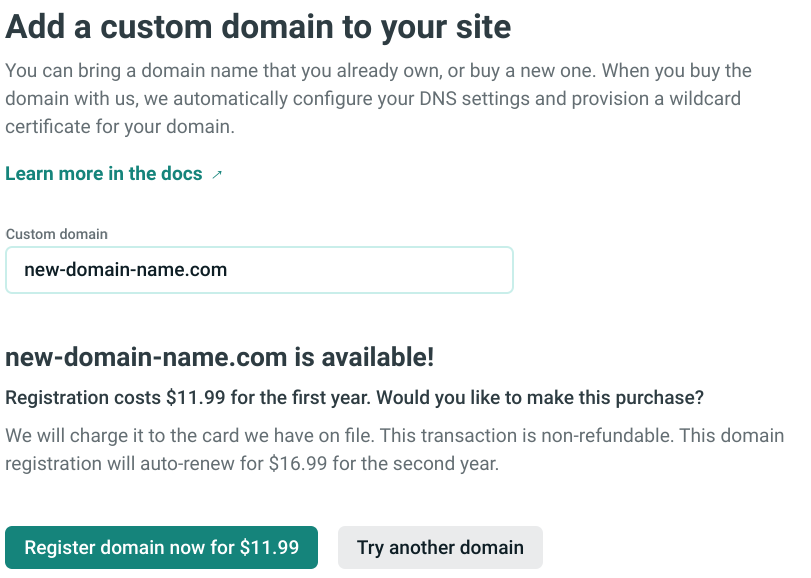 Add a custom domain to your site
You can bring a domain name that you already own, or buy a new one. When you buy the
domain with us, we automatically configure your DNS settings and provision a wildcard
certificate for your domain.
Learn more in the docs ↗
Custom domain
new-domain-name.com
new-domain-name.com is available!
Registration costs $11.99 for the first year. Would you like to make this purchase?
We will charge it to the card we have on file. This transaction is non-refundable. This domain
registration will auto-renew for $16.99 for the second year.
Register domain now for $11.99
Try another domain